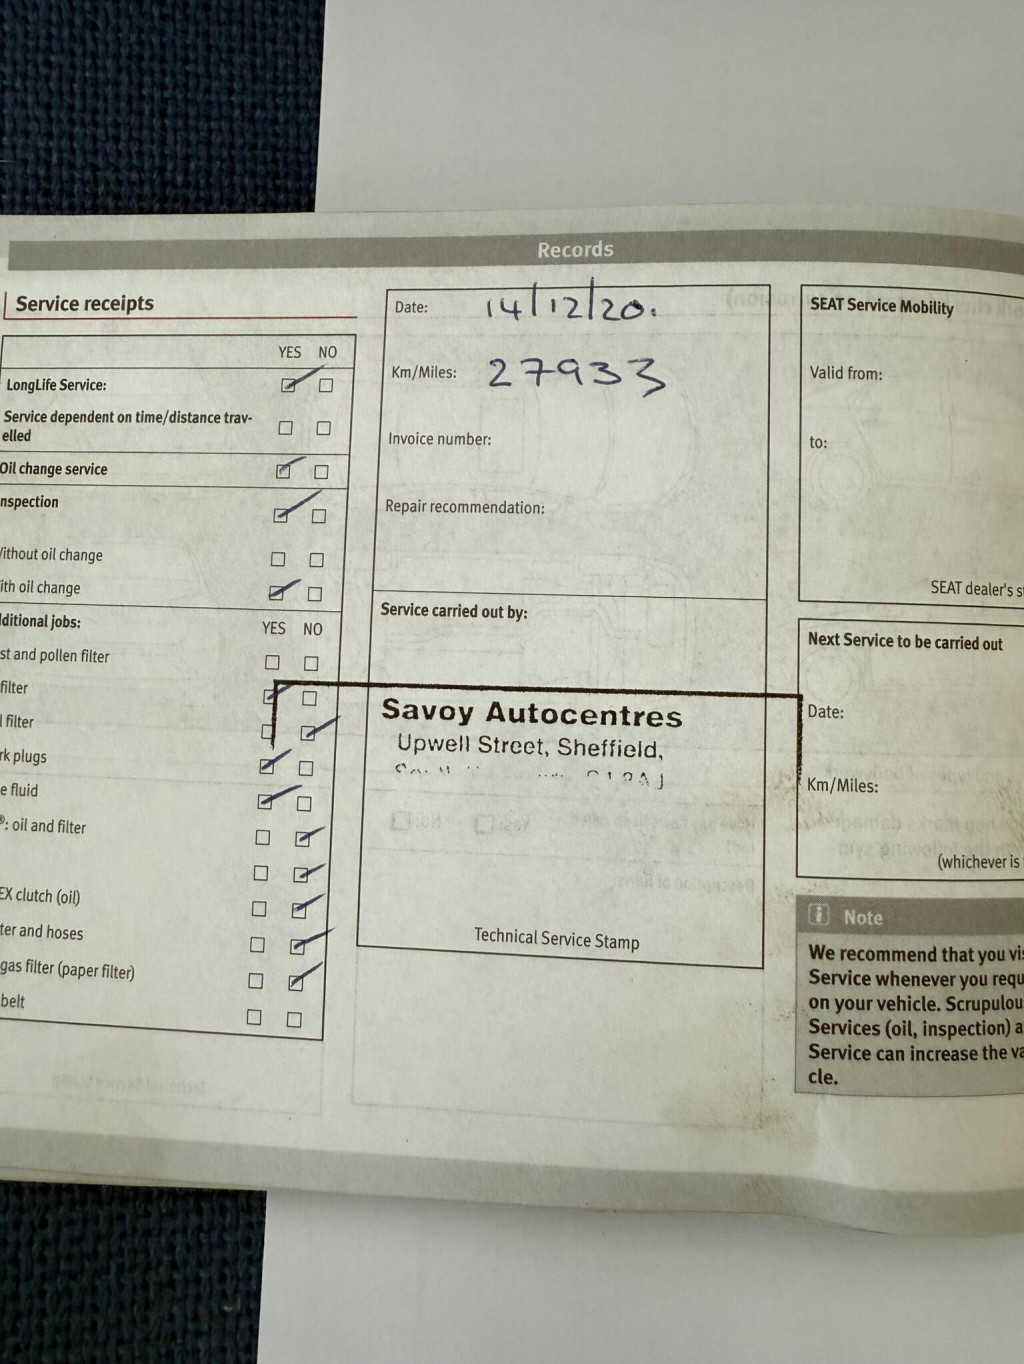 Records
Service receipts
YES NO
LongLife Service:
Service dependent on time/distance trav-
elled
Oil change service
nspection
Vithout oil change
ith oil change
ditional jobs:
YES NO
st and pollen filter
filter
l filter
rk plugs
e fluid
®: oil and filter
EX clutch (oil)
ter and hoses
gas filter (paper filter)
belt
Date: 14/12/20.
Km/Miles: 27933
Invoice number:
Repair recommendation:
Service carried out by:
Savoy Autocentres
Upwell Street, Sheffield,
Technical Service Stamp
SEAT Service Mobility
Valid from:
to:
SEAT dealer's st
Next Service to be carried out
Date:
Km/Miles:
(whichever is
i Note
We recommend that you vis
Service whenever you requ
on your vehicle. Scrupulou
Services (oil, inspection) a
Service can increase the va
cle.